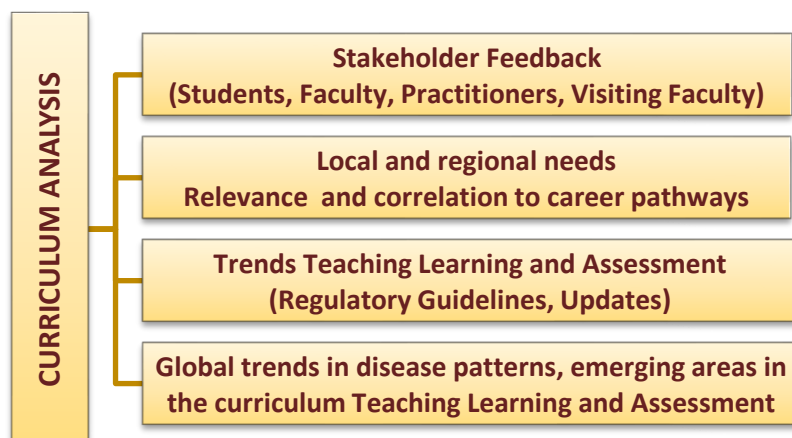 CURRICULUM ANALYSIS
Stakeholder Feedback
(Students, Faculty, Practitioners, Visiting Faculty)
Local and regional needs
Relevance and correlation to career pathways
Trends Teaching Learning and Assessment
(Regulatory Guidelines, Updates)
Global trends in disease patterns, emerging areas in
the curriculum Teaching Learning and Assessment